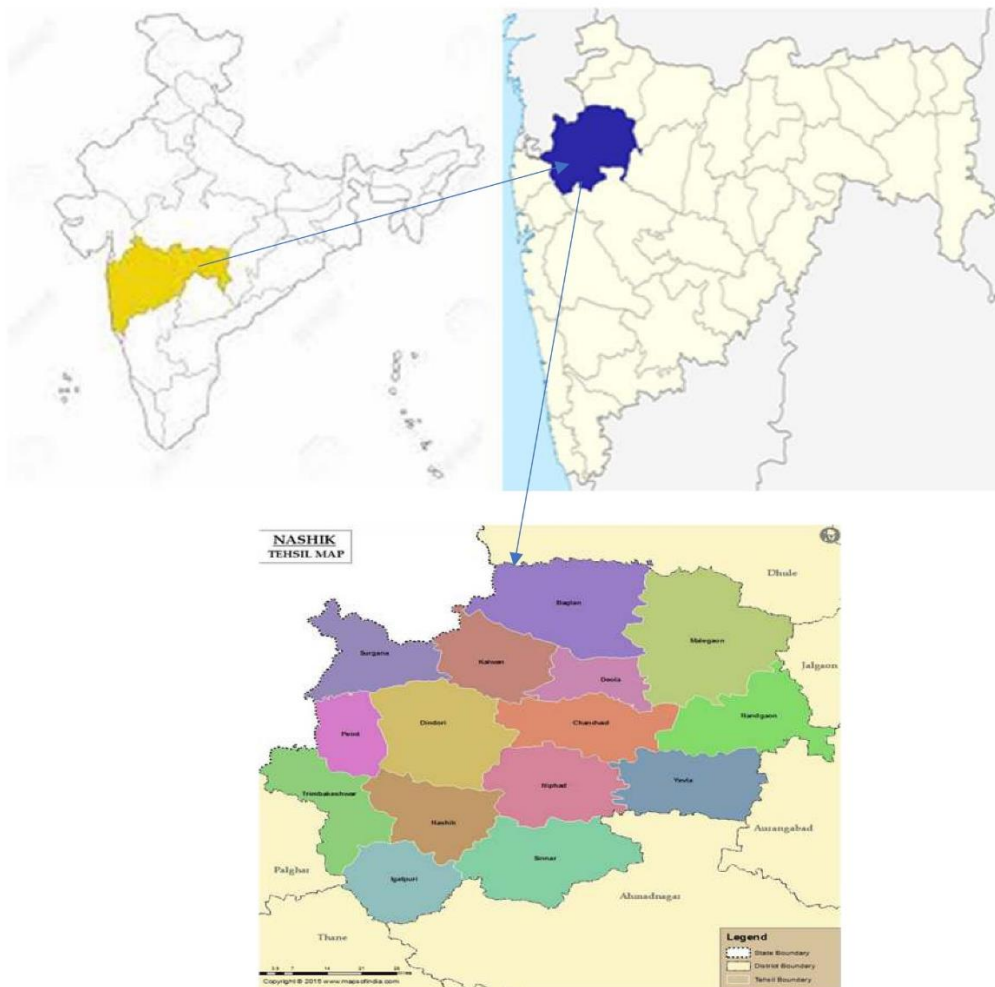 NASHIK
TEHSIL MAP
Dhule
Baglan
Malegaon
Surgana
Kalwan
Jalgaon
Deola
Nandgaon
Dindori
Chandvad
Peint
Niphad
Yevla
Trimbakeshwar
Nashik
Aurangabad
Sinnar
Palghar
Igatpuri
Ahmadnagar
Thane
Legend
State Boundary
District Boundary
Tehsil Boundary
Copyright © 2015 www.mapsofindia.com